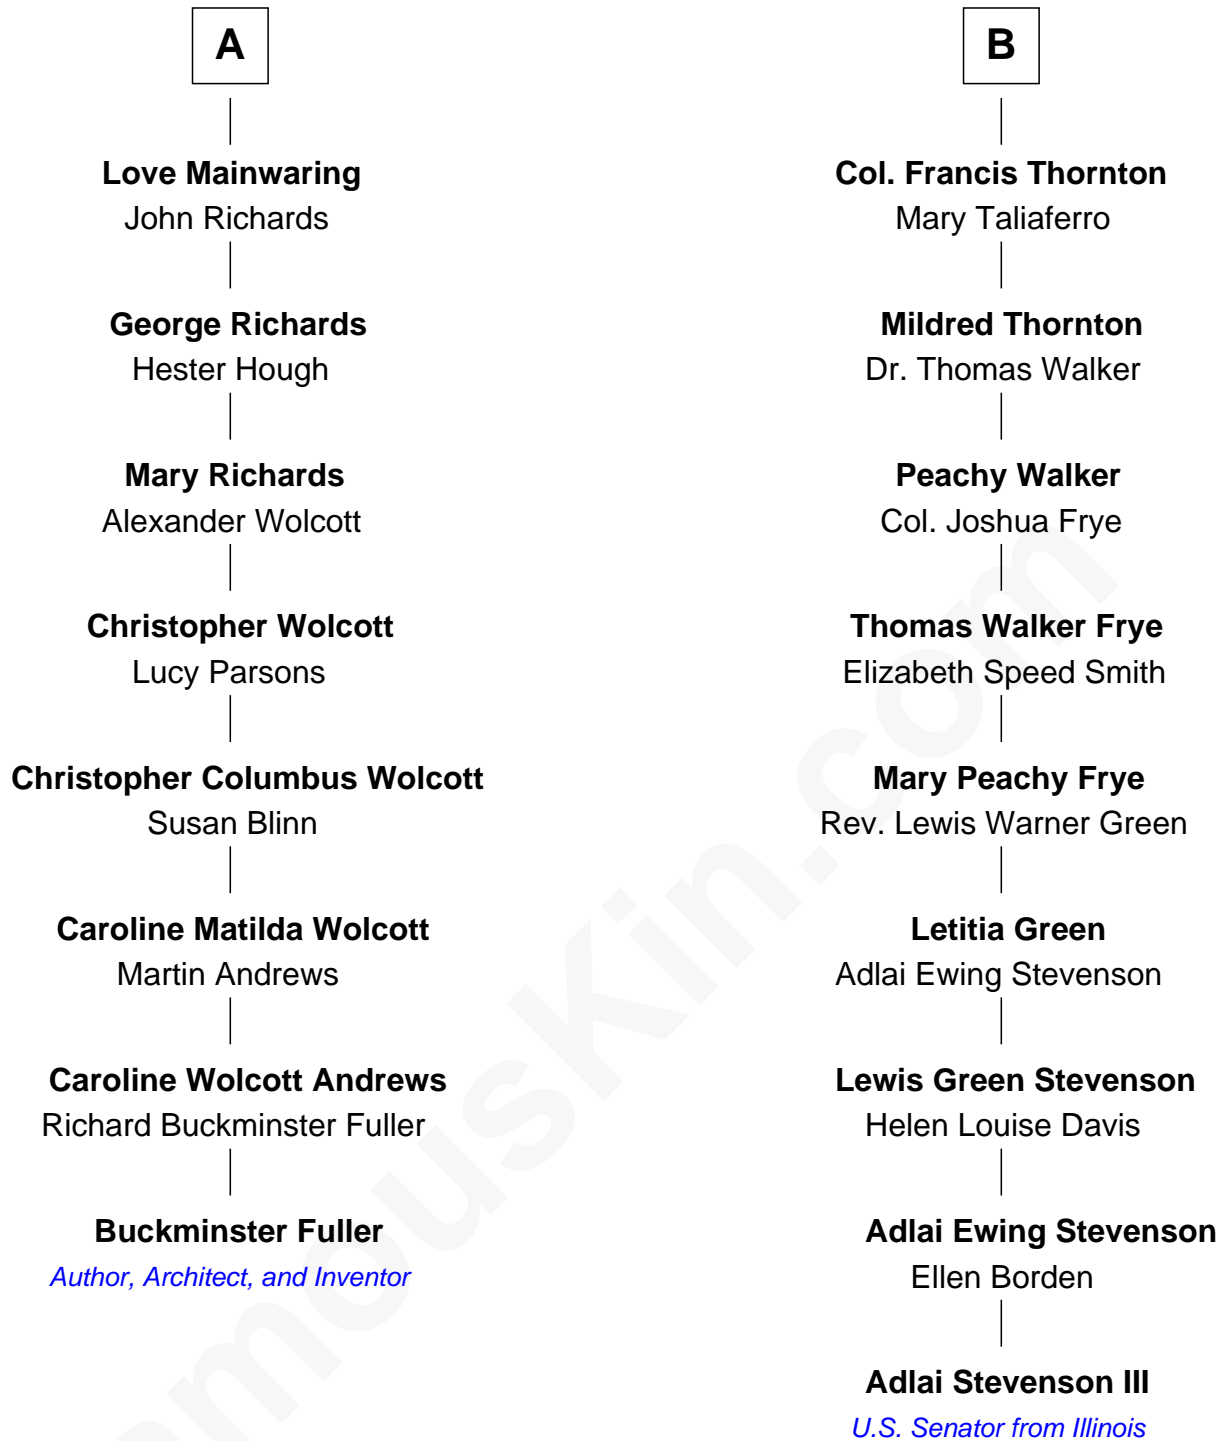 A
Love Mainwaring
John Richards
George Richards
Hester Hough
Mary Richards
Alexander Wolcott
Christopher Wolcott
Lucy Parsons
Christopher Columbus Wolcott
Susan Blinn
Caroline Matilda Wolcott
Martin Andrews
Caroline Wolcott Andrews
Richard Buckminster Fuller
Buckminster Fuller
Author, Architect, and Inventor
B
Col. Francis Thornton
Mary Taliaferro
Mildred Thornton
Dr. Thomas Walker
Peachy Walker
Col. Joshua Frye
Thomas Walker Frye
Elizabeth Speed Smith
Mary Peachy Frye
Rev. Lewis Warner Green
Letitia Green
Adlai Ewing Stevenson
Lewis Green Stevenson
Helen Louise Davis
Adlai Ewing Stevenson
Ellen Borden
Adlai Stevenson III
U.S. Senator from Illinois
amousKin.com